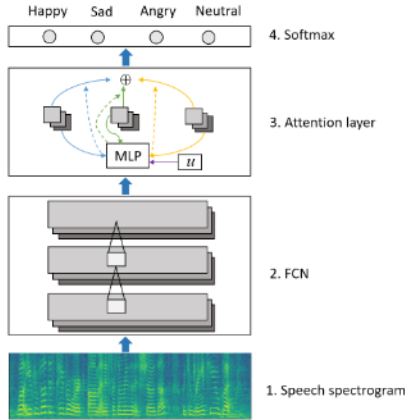 Happy Sad Angry Neutral
4. Softmax
3. Attention layer
MLP
u
2. FCN
1. Speech spectrogram